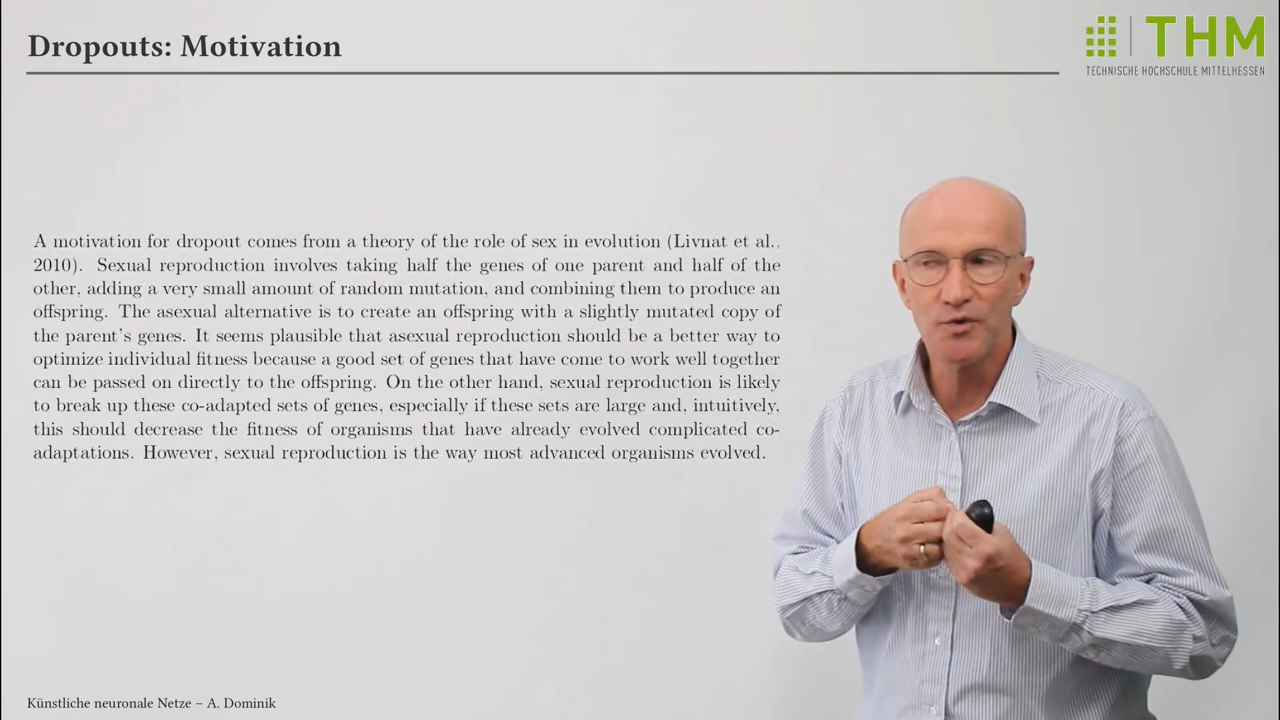 Dropouts: Motivation
THM
TECHNISCHE HOCHSCHULE MITTELHESSEN
A motivation for dropout comes from a theory of the role of sex in evolution (Livnat et al.,
2010). Sexual reproduction involves taking half the genes of one parent and half of the
other, adding a very small amount of random mutation, and combining them to produce an
offspring. The asexual alternative is to create an offspring with a slightly mutated copy of
the parent's genes. It seems plausible that asexual reproduction should be a better way to
optimize individual fitness because a good set of genes that have come to work well together
can be passed on directly to the offspring. On the other hand, sexual reproduction is likely
to break up these co-adapted sets of genes, especially if these sets are large and, intuitively,
this should decrease the fitness of organisms that have already evolved complicated co-
adaptations. However, sexual reproduction is the way most advanced organisms evolved.
Künstliche neuronale Netze – A. Dominik